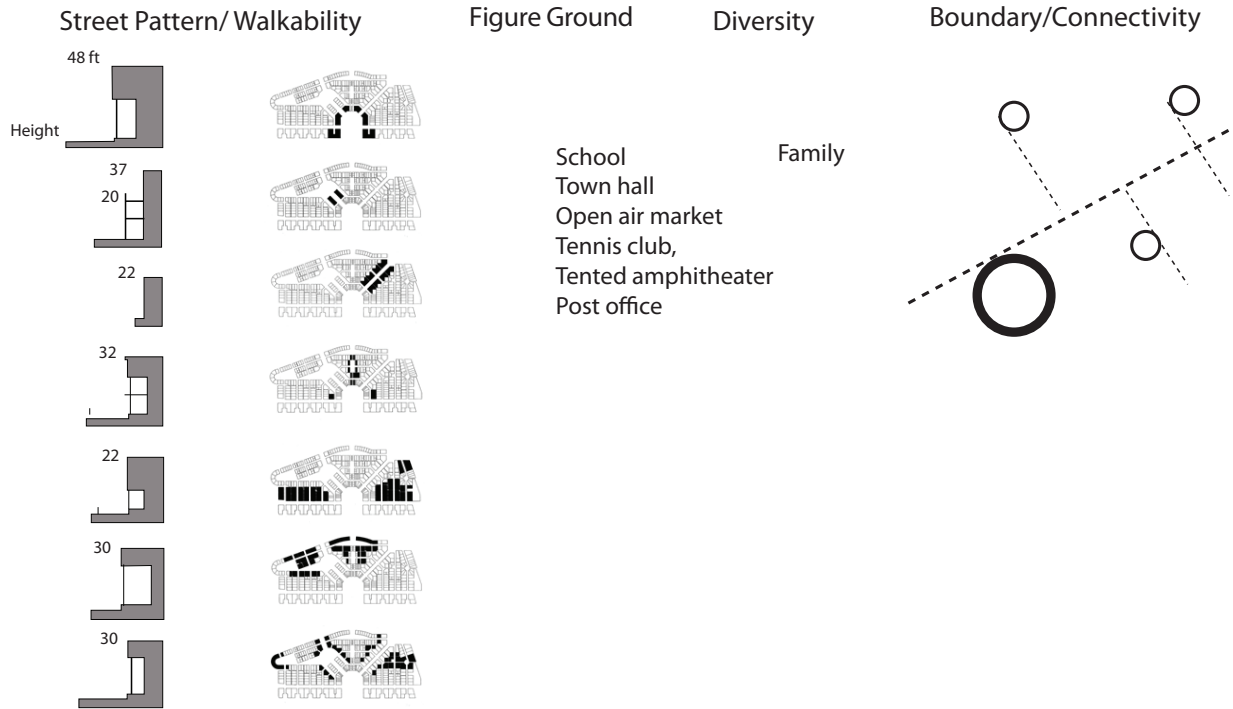 Street Pattern/ Walkability
Figure Ground
Diversity
Boundary/Connectivity
48 ft
Height
37
20
22
32
22
30
30
School
Town hall
Open air market
Tennis club,
Tented amphitheater
Post office
Family